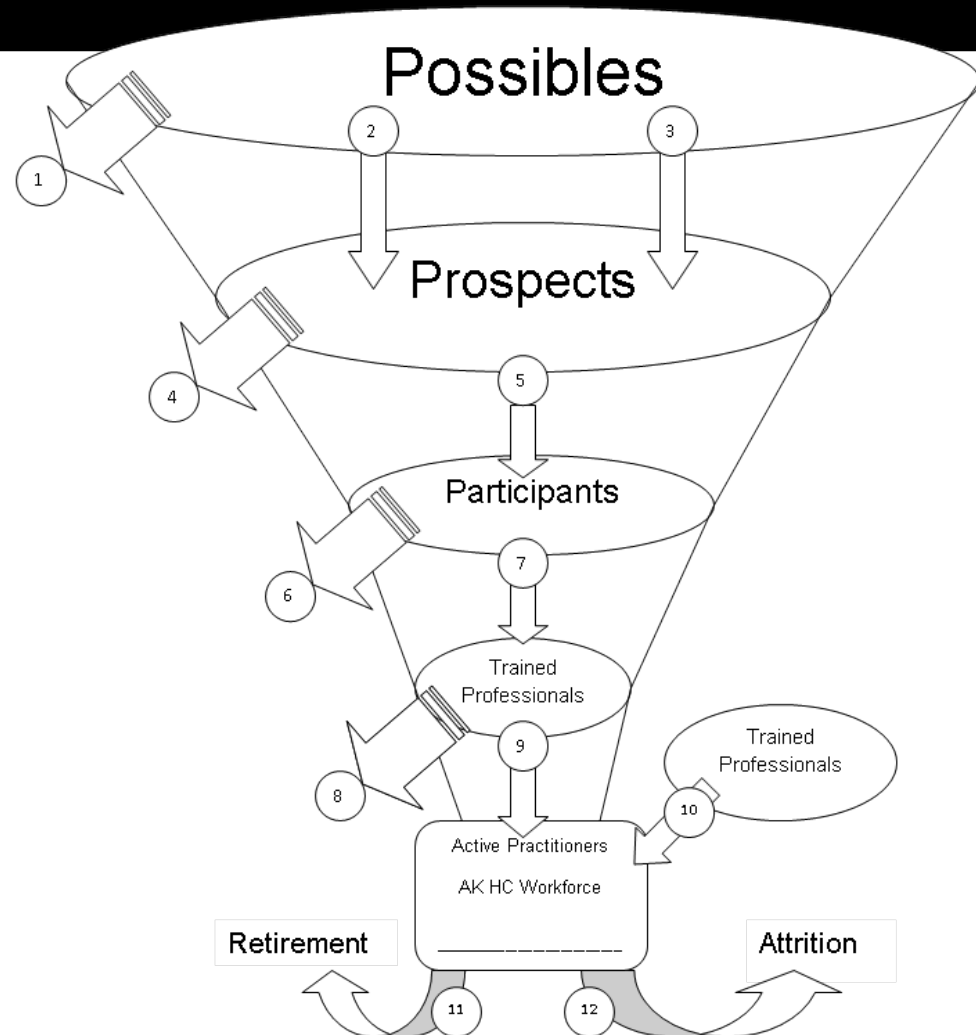 Possibles
2
3
1
Prospects
4
5
Participants
6
7
Trained
Professionals
8
9
Trained
Professionals
10
Active Practitioners
AK HC Workforce
Retirement
Attrition
11
12